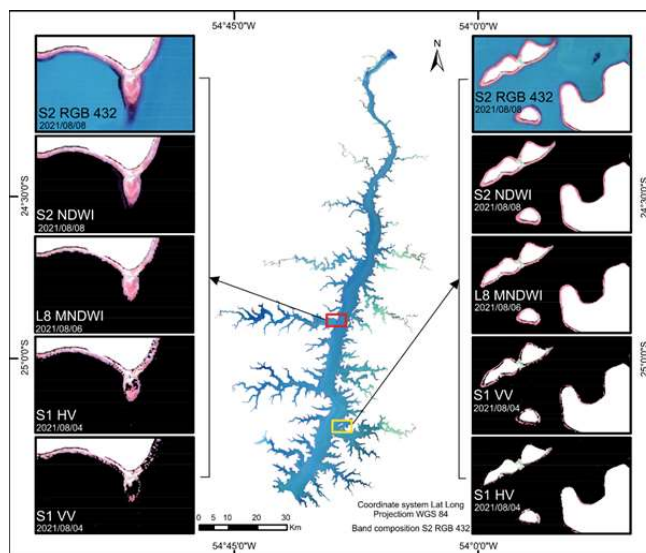 54°45'0"W
54°0'0"W
N
S2 RGB 432
2021/08/08
S2 NDWI
2021/08/08
L8 MNDWI
2021/08/06
S1 HV
2021/08/04
S1 VV
2021/08/04
S2 RGB 432
2021/08/08
S2 NDWI
2021/08/08
L8 MNDWI
2021/08/06
S1 VV
2021/08/04
S1 HV
2021/08/04
24°30'0"S
25°0'0"S
24°30'0"S
25°0'0"S
0 5 10 20 30
Km
Coordinate system Lat Long
Projectiom WGS 84
Band composition S2 RGB 432
54°45'0"W
54°0'0"W